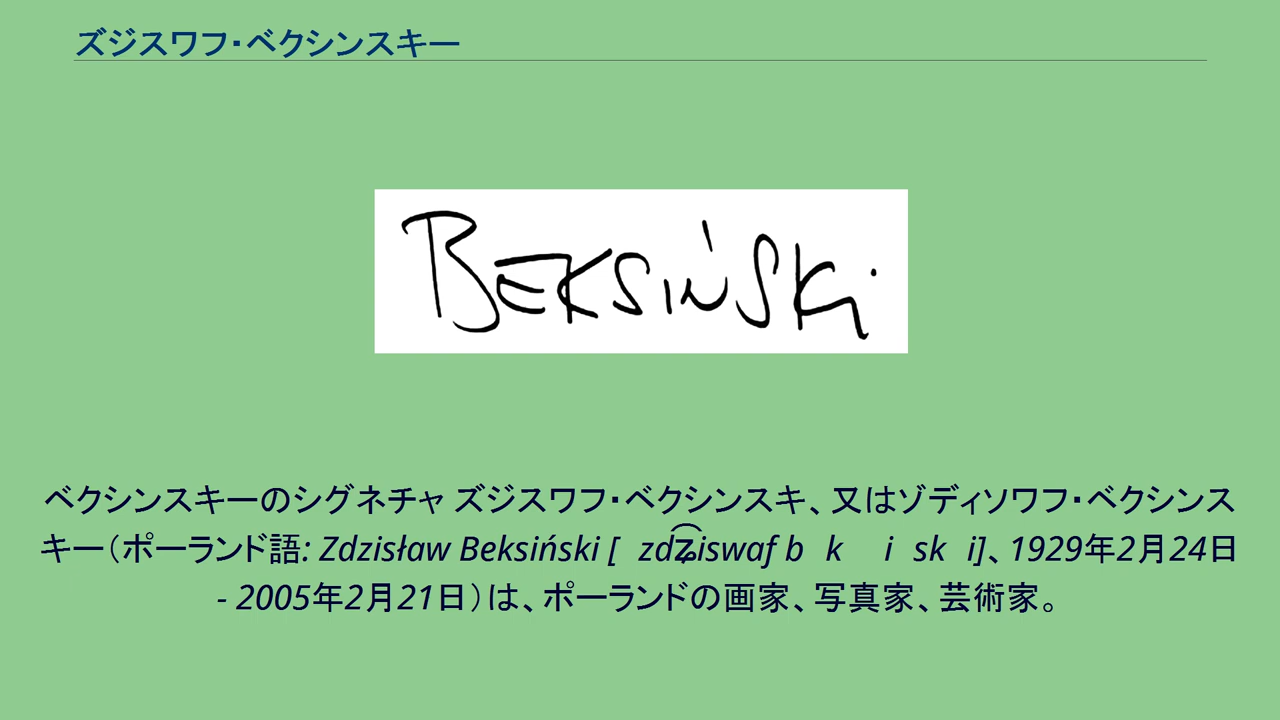 ズジスワフ・ベクシンスキー
BEKSIŃSKi
ベクシンスキーのシグネチャ ズジスワフ・ベクシンスキ、又はゾディソワフ・ベクシンス
キー（ポーランド語: Zdzisław Beksiński [ zdʑ͡iswaf b k i sk i]、1929年2月24日
- 2005年2月21日）は、ポーランドの画家、写真家、芸術家。